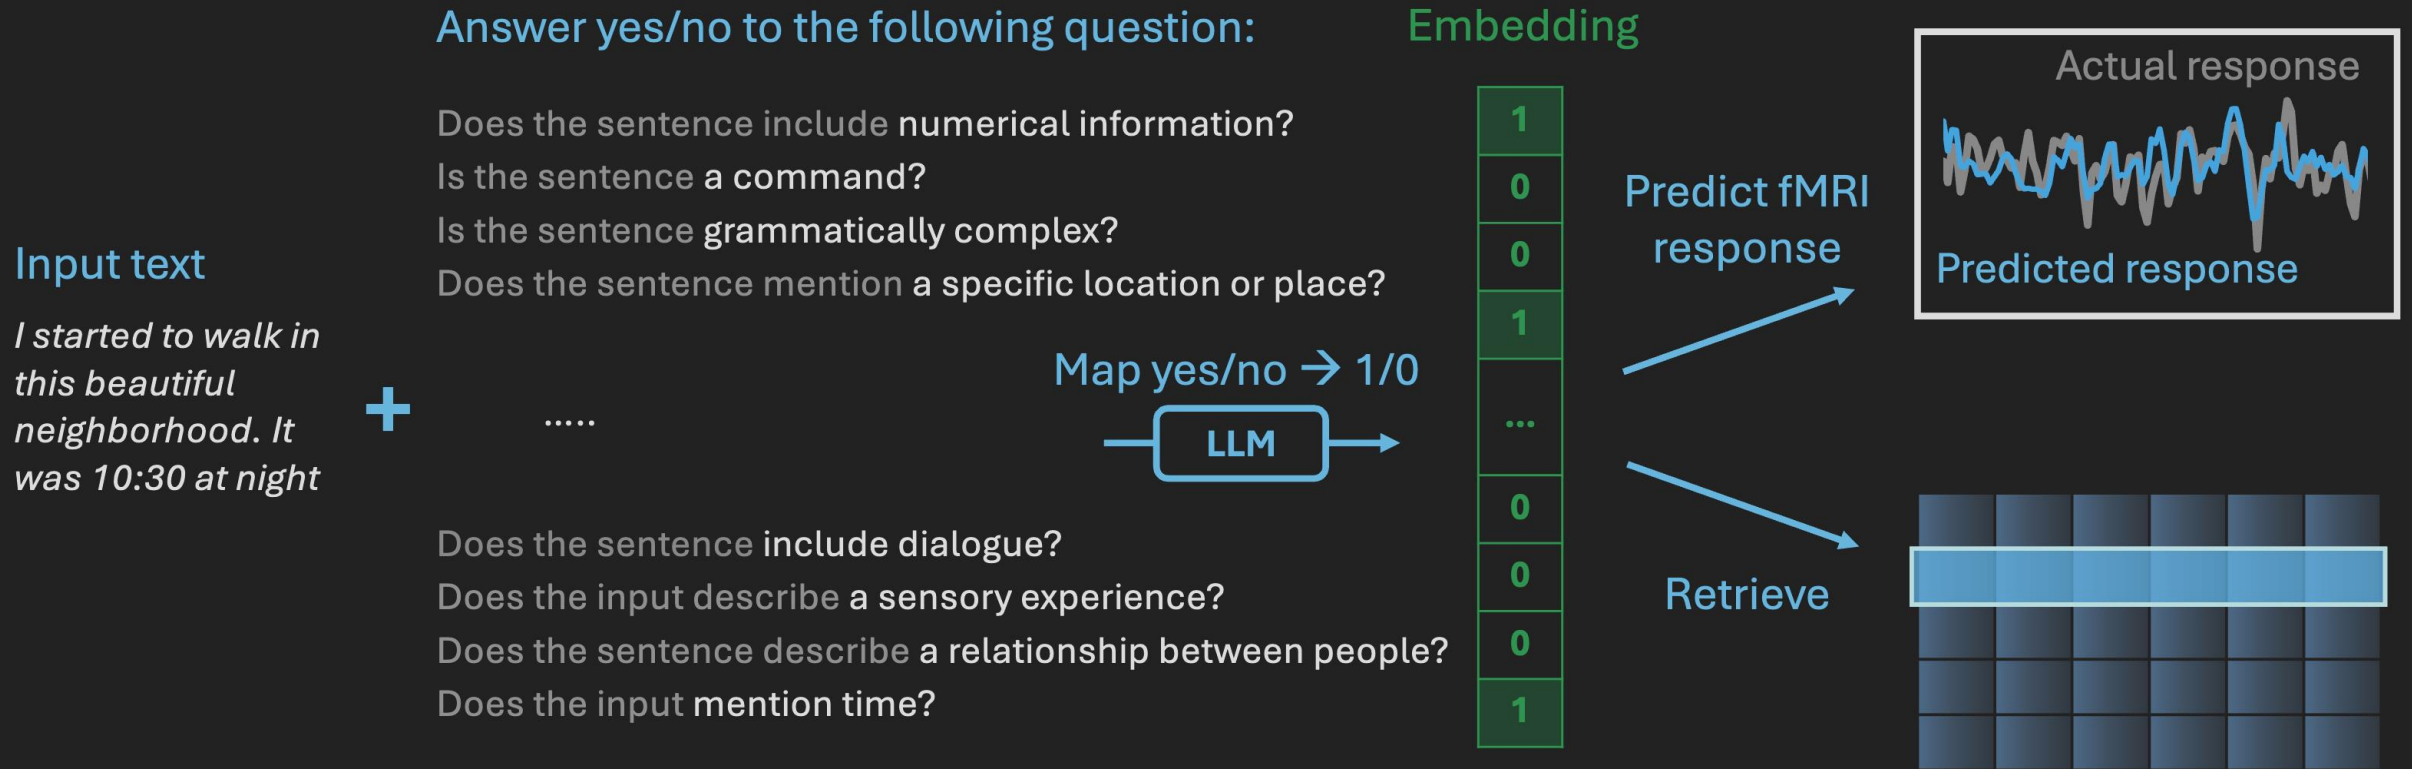 Answer yes/no to the following question:
Does the sentence include numerical information?
Is the sentence a command?
Is the sentence grammatically complex?
Does the sentence mention a specific location or place?
.....
Does the sentence include dialogue?
Does the input describe a sensory experience?
Does the sentence describe a relationship between people?
Does the input mention time?
Input text
I started to walk in
this beautiful
neighborhood. It
was 10:30 at night
+
Map yes/no → 1/0
LLM
Embedding
1
0
0
1
...
0
0
0
1
Predict fMRI
response
Retrieve
Actual response
Predicted response